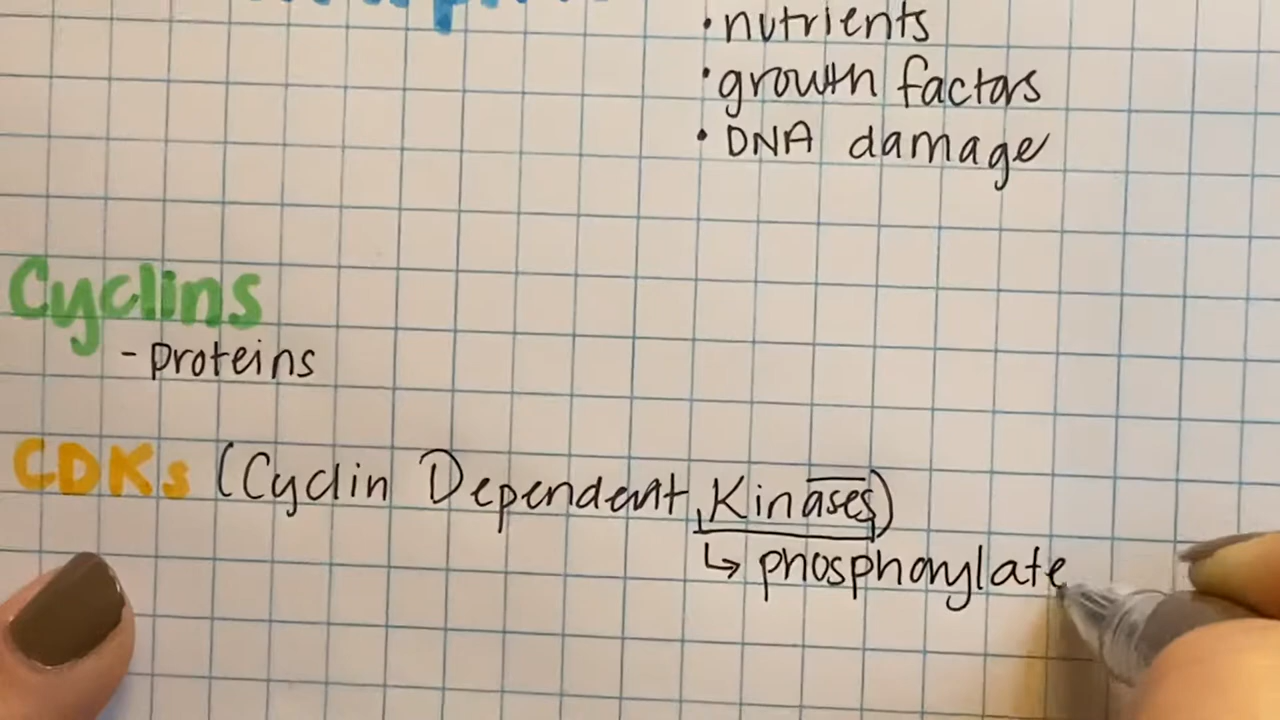 • nutrients
• growth factors
• DNA damage
Cyclins
- proteins
CDKs (Cyclin Dependent Kinases)
↳ phosphorylate